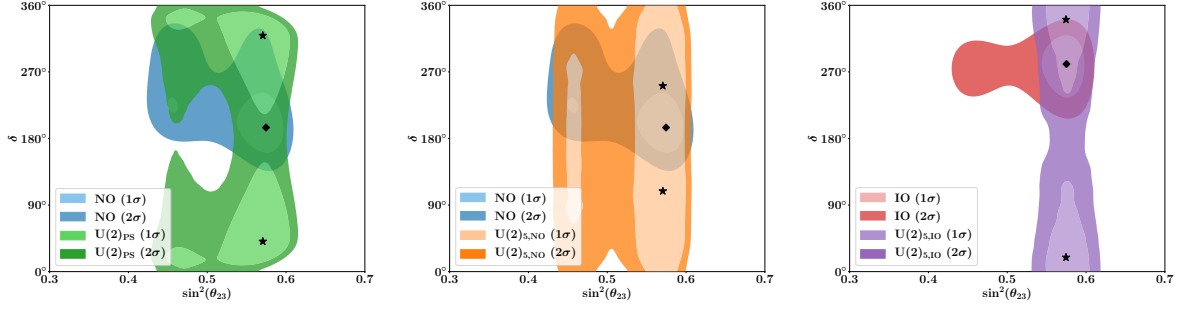 360°
270°
180°
90°
0°
δ
0.3 0.4 0.5 0.6 0.7
sin²(θ₂₃)
NO (1σ)
NO (2σ)
U(2)PS (1σ)
U(2)PS (2σ)
360°
270°
180°
90°
0°
δ
0.3 0.4 0.5 0.6 0.7
sin²(θ₂₃)
NO (1σ)
NO (2σ)
U(2)5,NO (1σ)
U(2)5,NO (2σ)
360°
270°
180°
90°
0°
δ
0.3 0.4 0.5 0.6 0.7
sin²(θ₂₃)
IO (1σ)
IO (2σ)
U(2)5,IO (1σ)
U(2)5,IO (2σ)